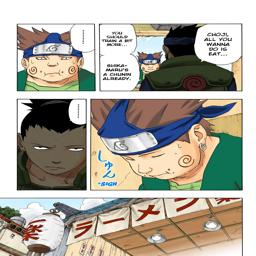 CHOJI,
ALL YOU
WANNA
DO IS
EAT...
YOU
SHOULD
TRAIN A
BIT
MORE...
SHIKA-
MARU'S
A CHUNIN
ALREADY.
..........
..........
しゅん
-SIGH
ラーメン